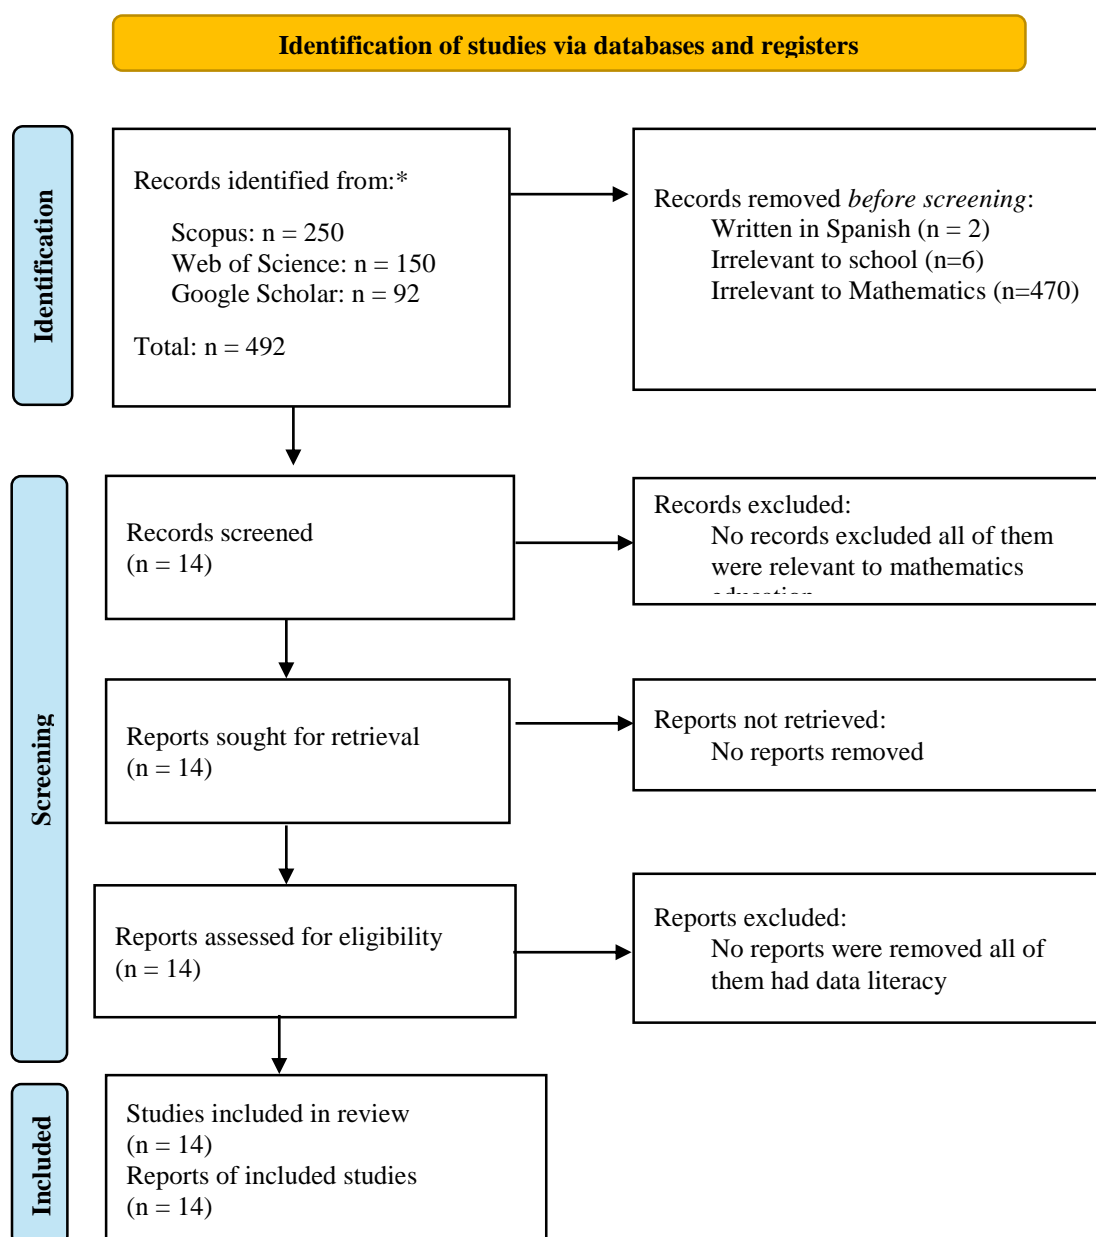 Identification of studies via databases and registers
Identification
Records identified from:*
Scopus: n = 250
Web of Science: n = 150
Google Scholar: n = 92
Total: n = 492
Records removed before screening:
Written in Spanish (n = 2)
Irrelevant to school (n=6)
Irrelevant to Mathematics (n=470)
Screening
Records screened
(n = 14)
Records excluded:
No records excluded all of them
were relevant to mathematics
Reports sought for retrieval
(n = 14)
Reports not retrieved:
No reports removed
Reports assessed for eligibility
(n = 14)
Reports excluded:
No reports were removed all of
them had data literacy
Included
Studies included in review
(n = 14)
Reports of included studies
(n = 14)